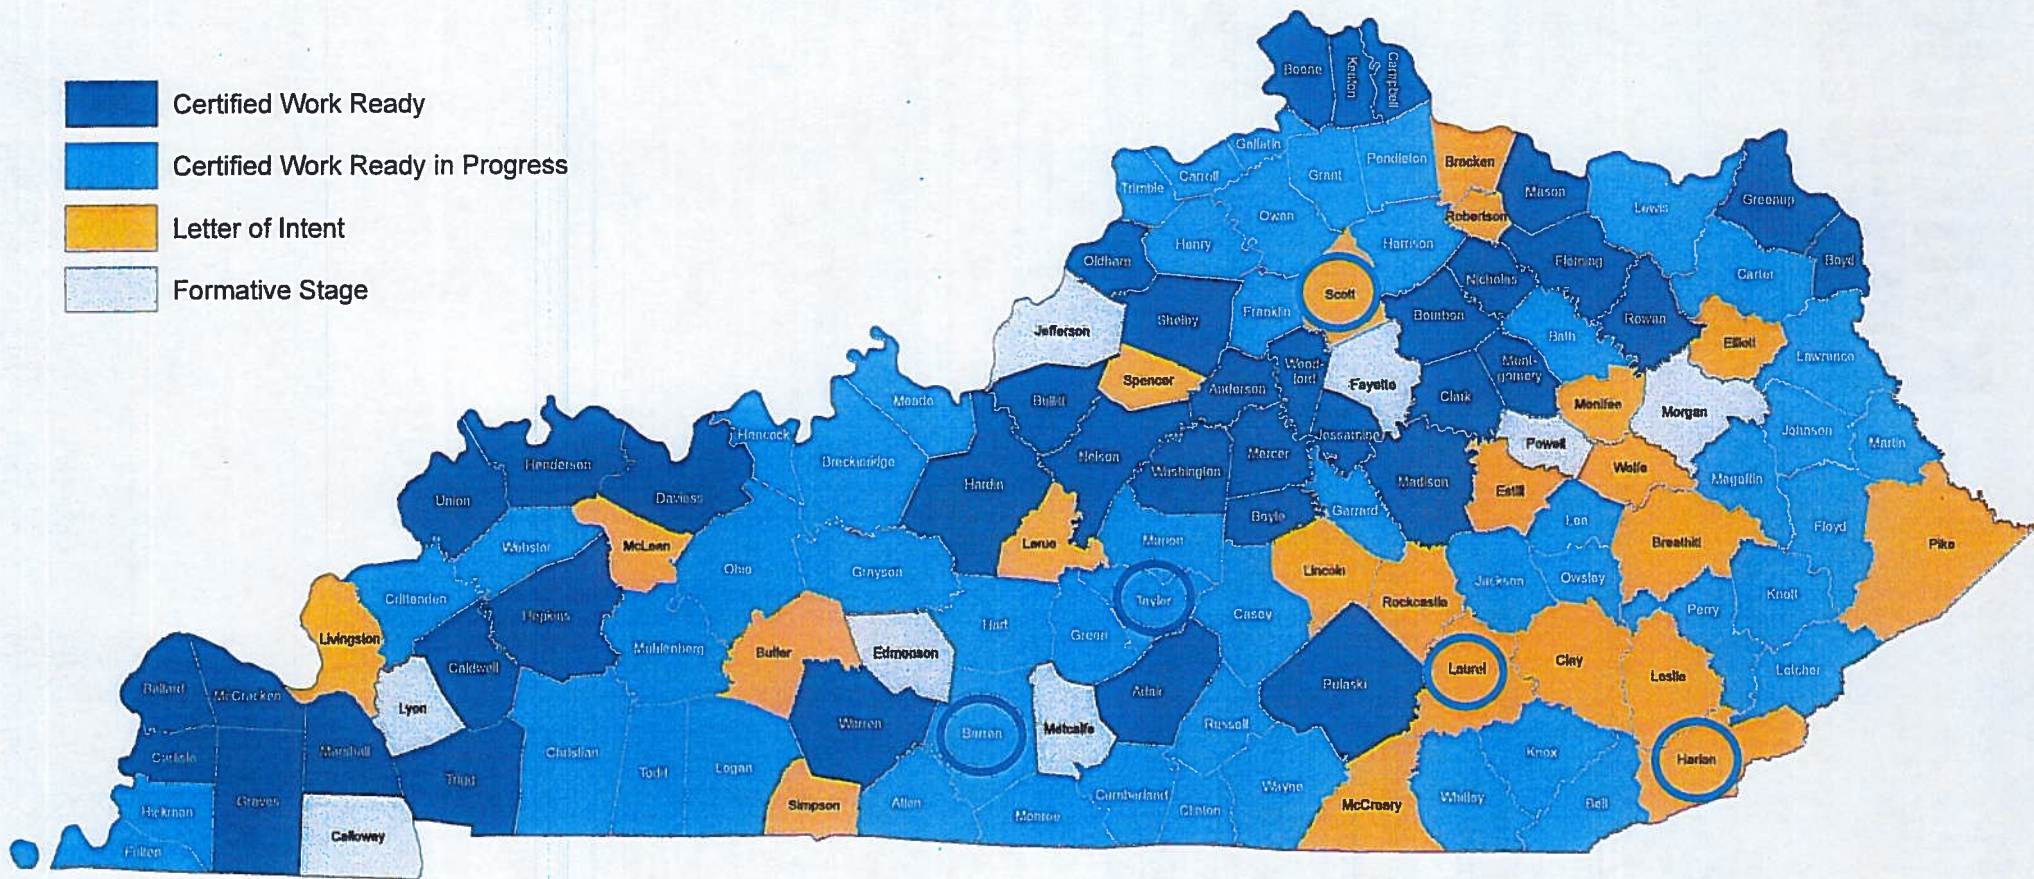 Certified Work Ready
Certified Work Ready in Progress
Letter of Intent
Formative Stage
Boone
Kenton
Campbell
Gallatin
Carroll
Trimble
Grant
Pendleton
Bracken
Mason
Robertson
Lewis
Greenup
Boyd
Carter
Owen
Henry
Harrison
Oldham
Scott
Nicholas
Fleming
Rowan
Elliott
Lawrence
Jefferson
Shelby
Franklin
Bourbon
Bath
Spencer
Anderson
Wood-
ford
Fayette
Clark
Mont-
gomery
Menifee
Morgan
Johnson
Martin
Meade
Bullitt
Hancock
Breckinridge
Nelson
Washington
Mercer
Jessamine
Madison
Powell
Wolfe
Magoffin
Henderson
Union
Daviess
Hardin
Boyle
Garrard
Estill
Lee
Floyd
Pike
Webster
McLean
Ohio
Grayson
Larue
Marion
Lincoln
Rockcastle
Jackson
Owsley
Breathitt
Knott
Perry
Crittenden
Hopkins
Livingston
Muhlenberg
Butler
Edmonson
Hart
Green
Taylor
Casey
Pulaski
Laurel
Clay
Leslie
Letcher
Caldwell
Ballard
McCracken
Lyon
Warren
Barren
Metcalfe
Adair
Russell
Carlisle
Marshall
Trigg
Christian
Todd
Logan
Simpson
Allen
Monroe
Cumberland
Clinton
Wayne
McCreary
Whitley
Knox
Bell
Harlan
Hickman
Graves
Fulton
Calloway